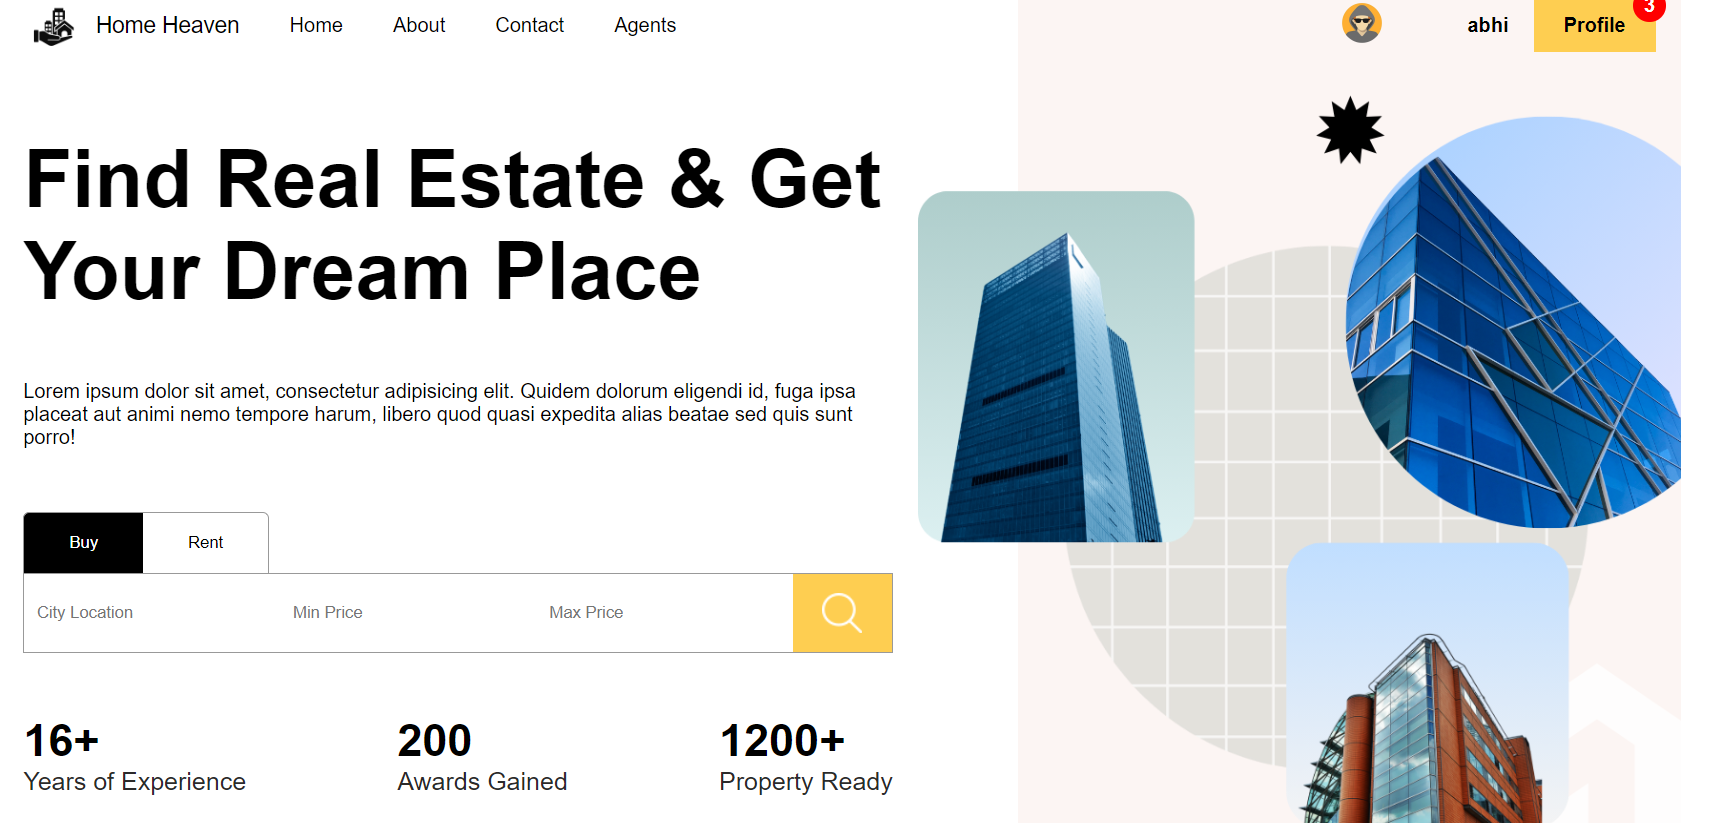 Home Heaven
Home
About
Contact
Agents
abhi
Profile
3
Find Real Estate & Get
Your Dream Place
Lorem ipsum dolor sit amet, consectetur adipisicing elit. Quidem dolorum eligendi id, fuga ipsa
placeat aut animi nemo tempore harum, libero quod quasi expedita alias beatae sed quis sunt
porro!
Buy
Rent
City Location
Min Price
Max Price
16+
Years of Experience
200
Awards Gained
1200+
Property Ready